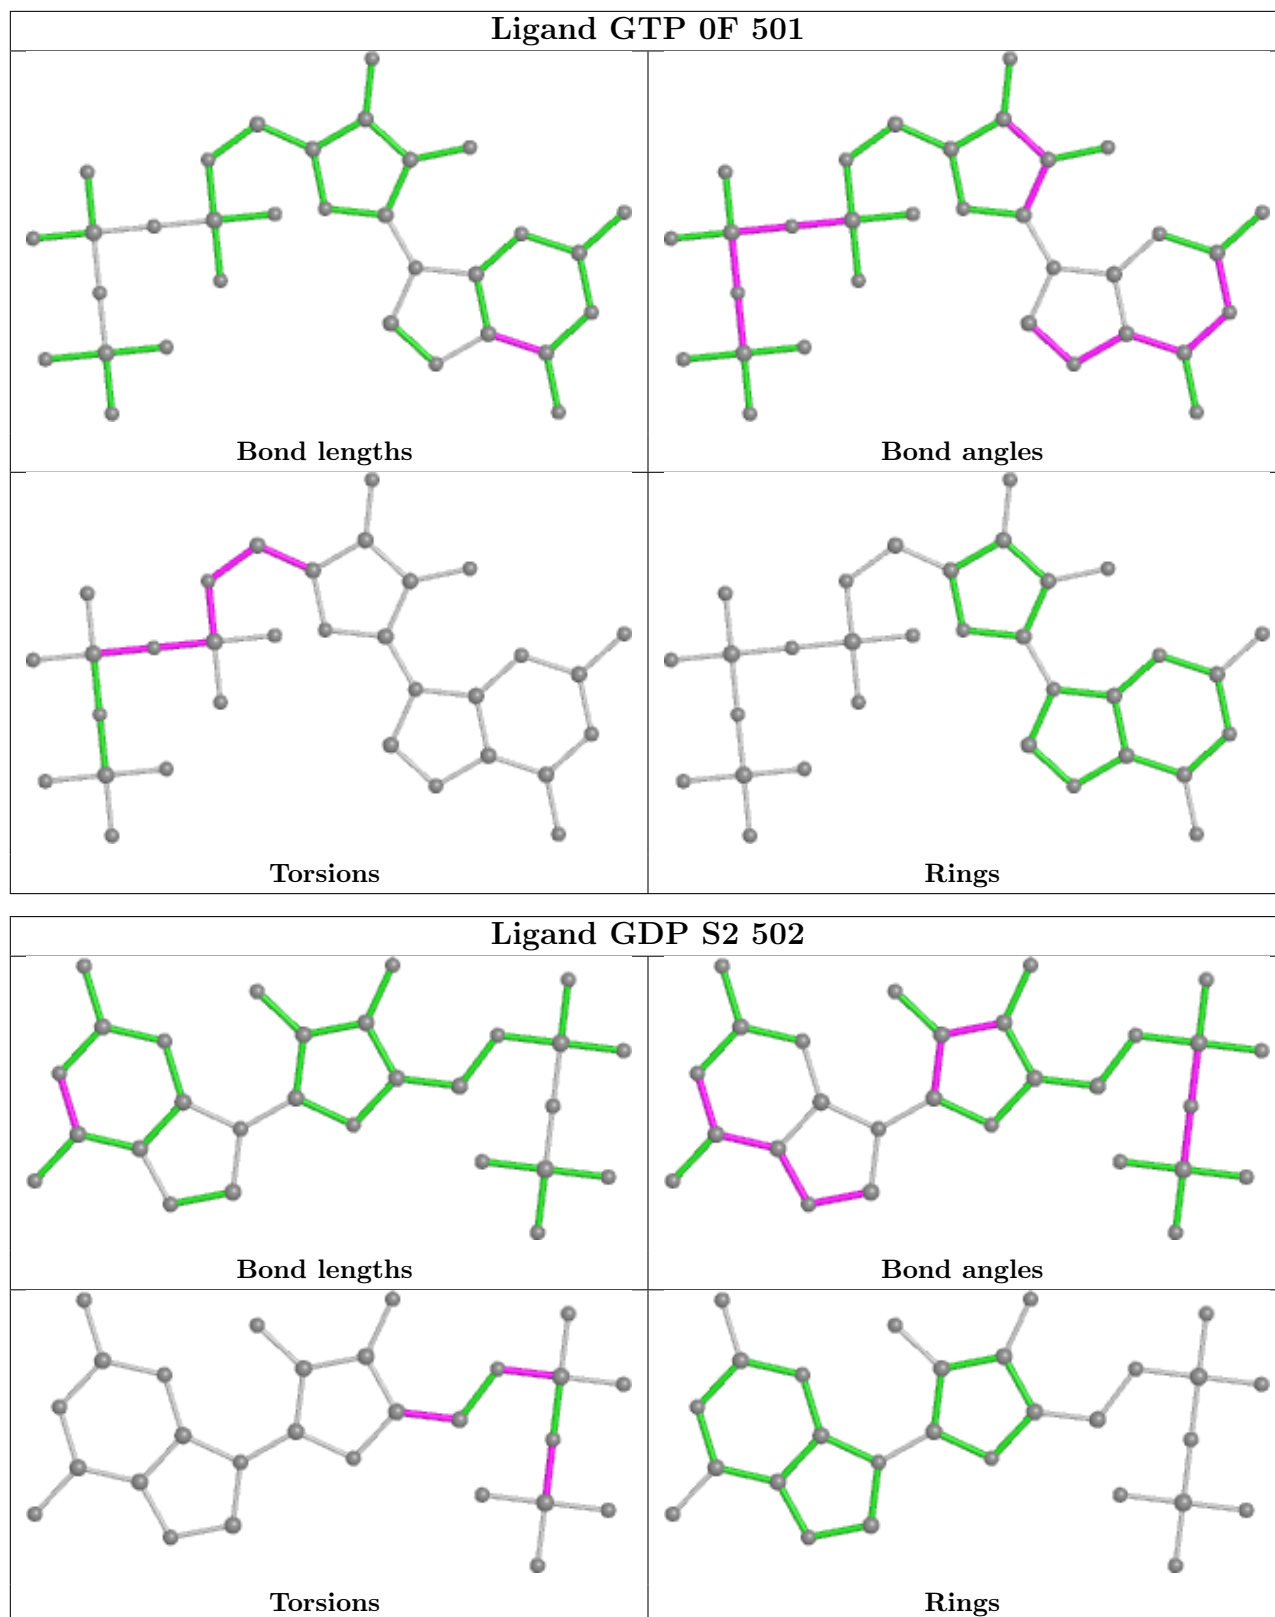 Ligand GTP 0F 501
Bond lengths
Bond angles
Torsions
Rings
Ligand GDP S2 502
Bond lengths
Bond angles
Torsions
Rings